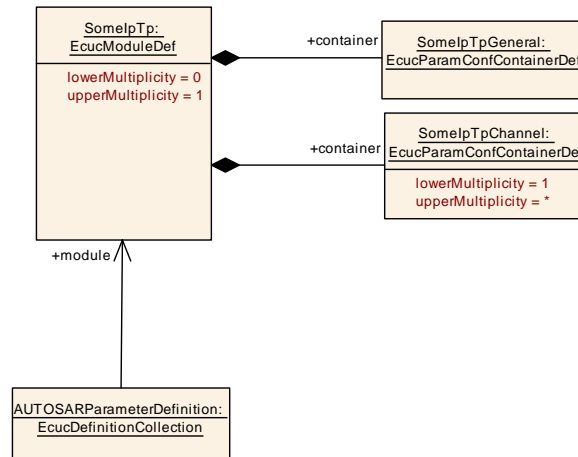 SomeIpTp:
EcucModuleDef
lowerMultiplicity = 0
upperMultiplicity = 1
+container
SomeIpTpGeneral:
EcucParamConfContainerDef
+container
SomeIpTpChannel:
EcucParamConfContainerDef
lowerMultiplicity = 1
upperMultiplicity = *
+module
AUTOSARParameterDefinition:
EcucDefinitionCollection